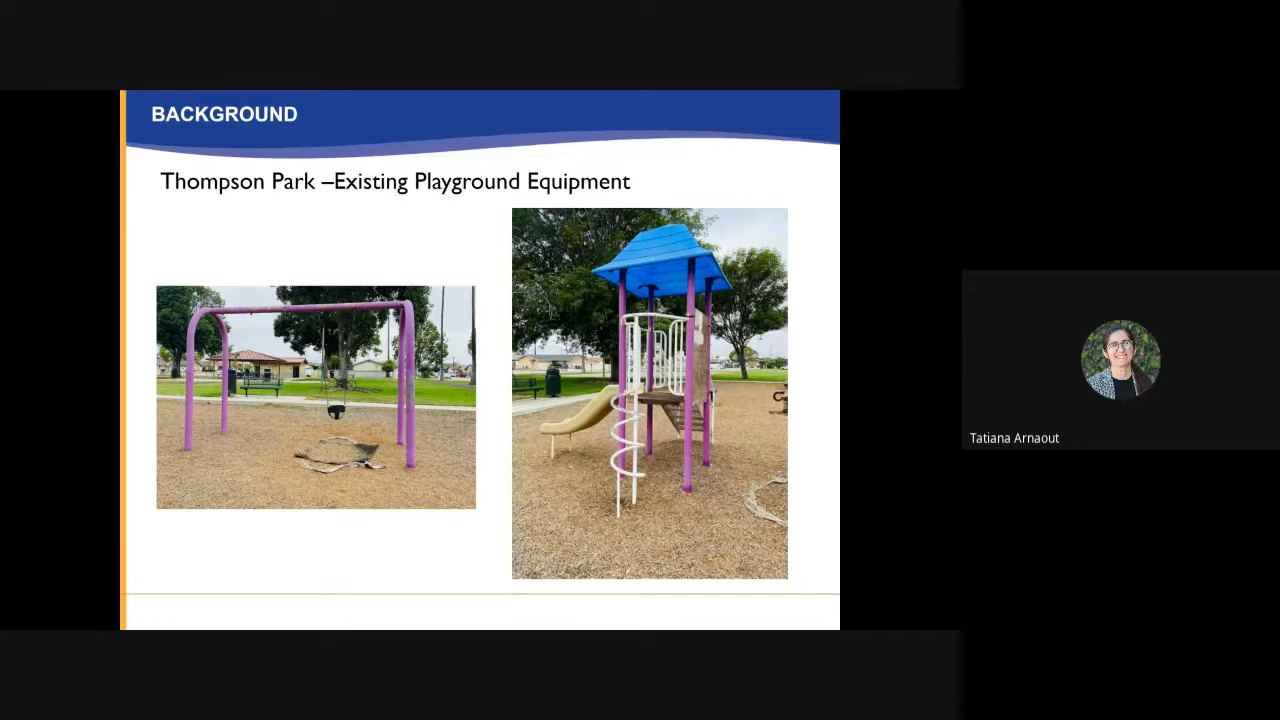 BACKGROUND
Thompson Park –Existing Playground Equipment
Tatiana Arnaout